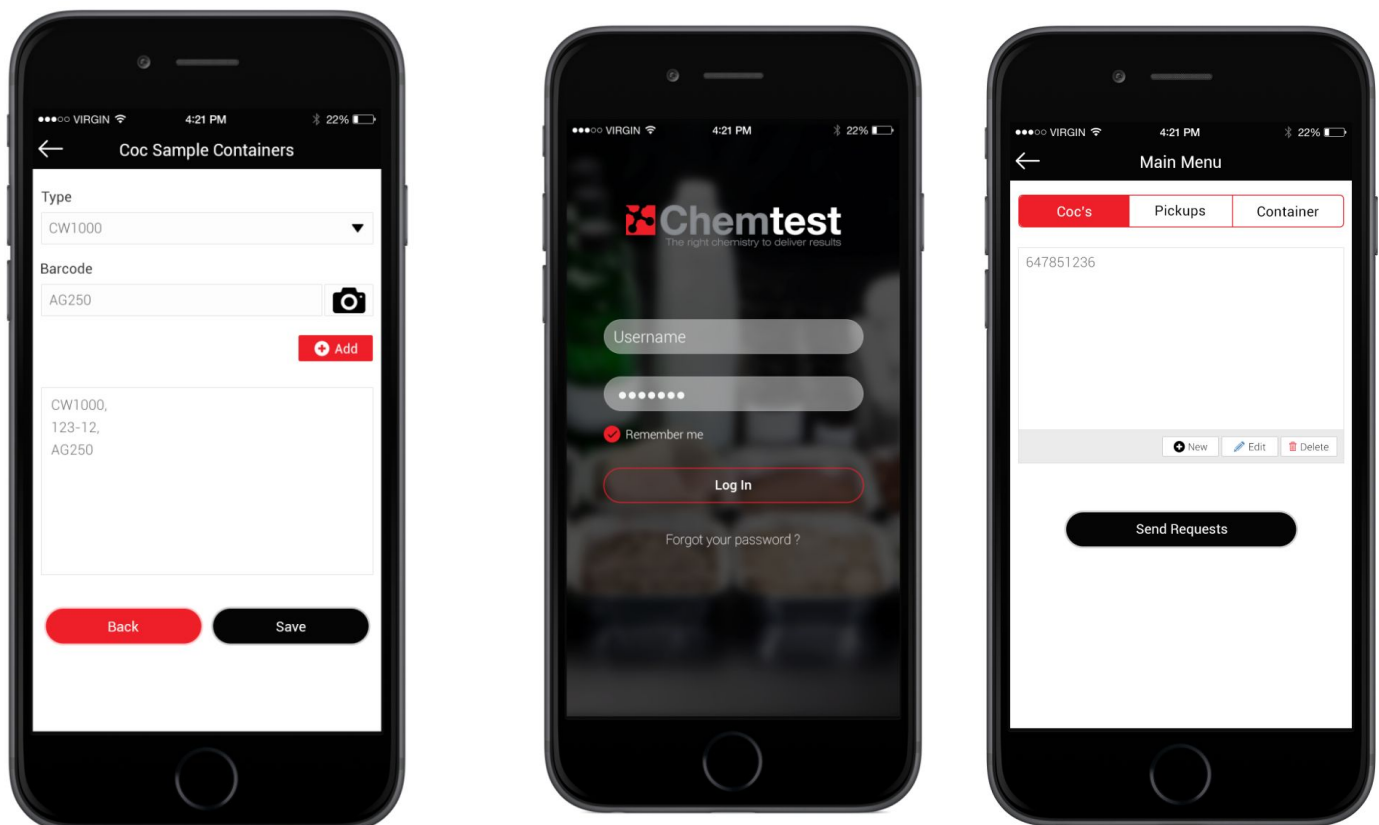 ●●●○○ VIRGIN 4:21 PM 22%
Coc Sample Containers
Type
CW1000
Barcode
AG250
Add
CW1000,
123-12,
AG250
Back Save
●●●○○ VIRGIN 4:21 PM 22%
Chemtest
The right chemistry to deliver results
Username
●●●●●●●
Remember me
Log In
Forgot your password ?
●●●○○ VIRGIN 4:21 PM 22%
Main Menu
Coc's Pickups Container
647851236
New Edit Delete
Send Requests